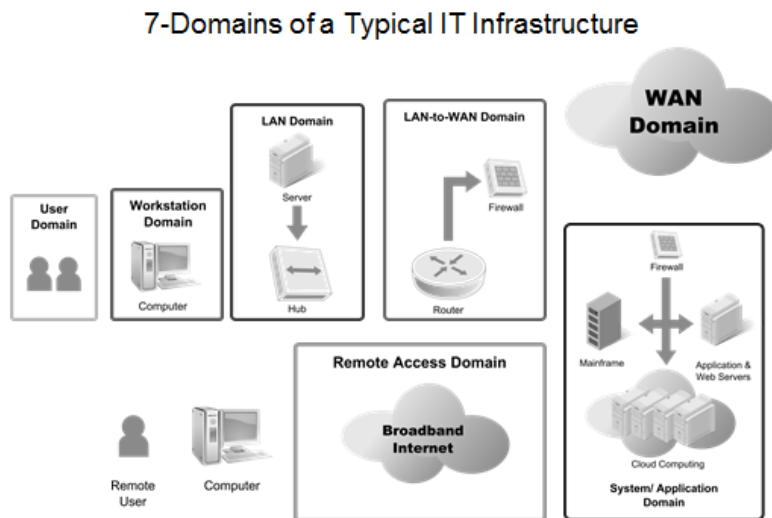 7-Domains of a Typical IT Infrastructure
WAN
Domain
LAN Domain
Server
Hub
LAN-to-WAN Domain
Firewall
Router
User
Domain
Workstation
Domain
Computer
Firewall
Mainframe
Application &
Web Servers
Cloud Computing
System/ Application
Domain
Remote Access Domain
Broadband
Internet
Remote
User
Computer